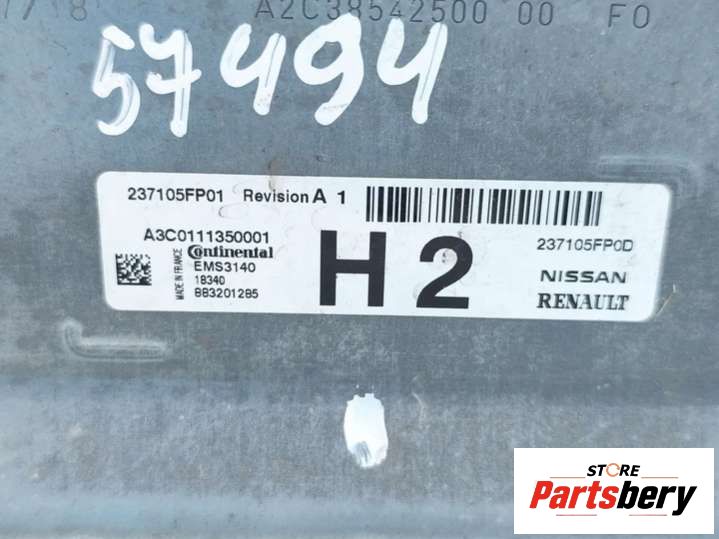 A2C38542500 00 F0
57494
237105FP01 Revision A 1
A3C0111350001
237105FP0D
MADE IN FRANCE
Continental
EMS3140
18340
883201285
H2
NISSAN
RENAULT
STORE
Partsbery